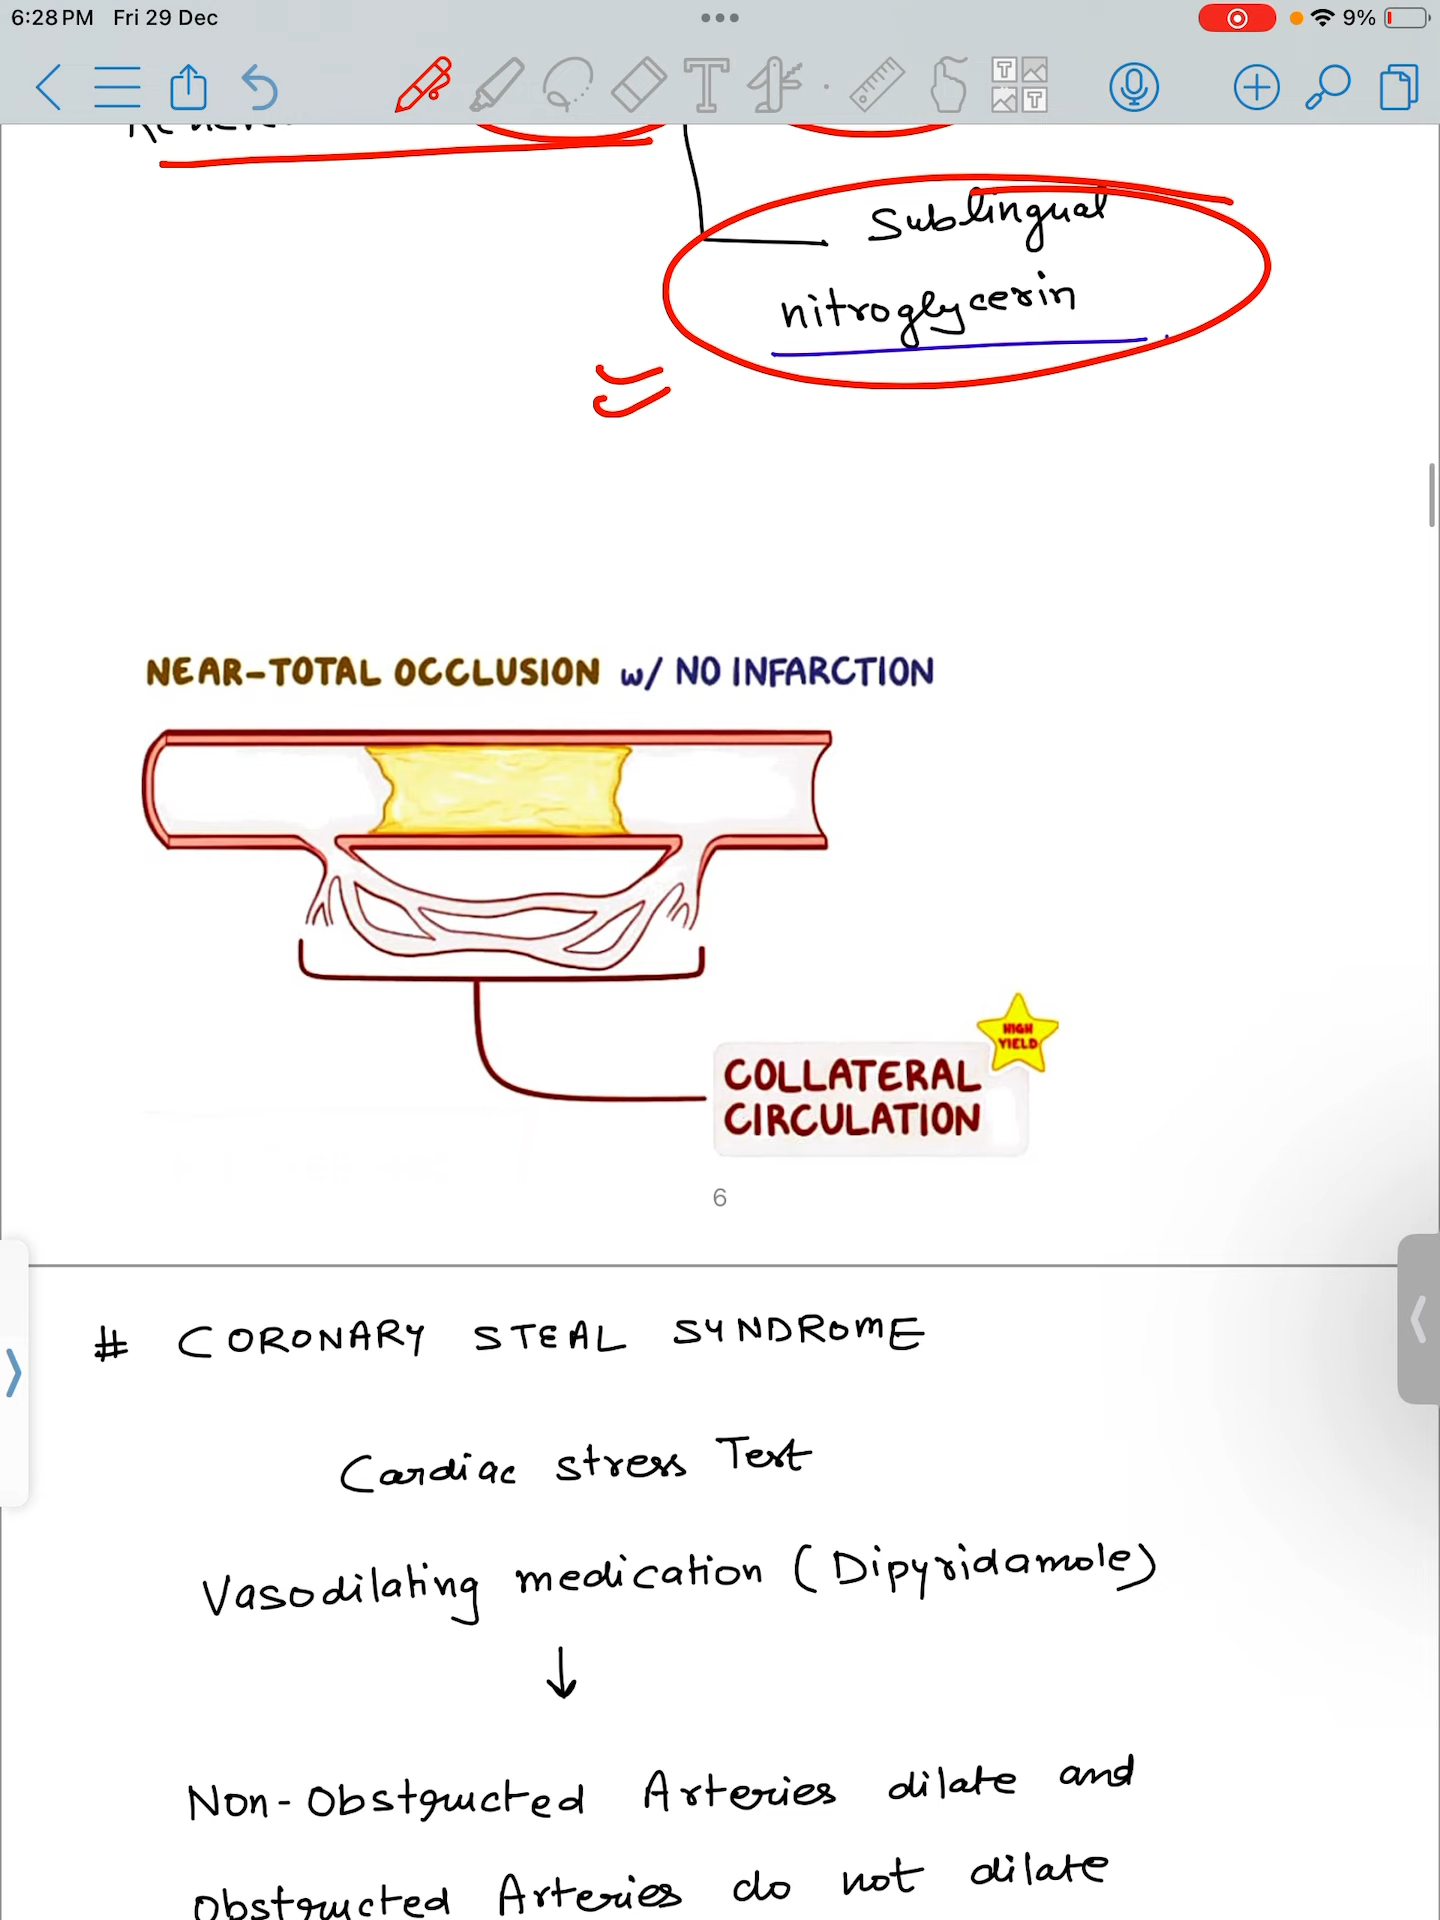 6:28 PM Fri 29 Dec
9%
Sublingual
nitroglycerin
NEAR-TOTAL OCCLUSION w/ NO INFARCTION
HIGH
YIELD
COLLATERAL
CIRCULATION
6
# CORONARY STEAL SYNDROME
Cardiac stress Test
Vasodilating medication (Dipyridamole)
↓
Non-Obstructed Arteries dilate and
Obstructed Arteries do not dilate